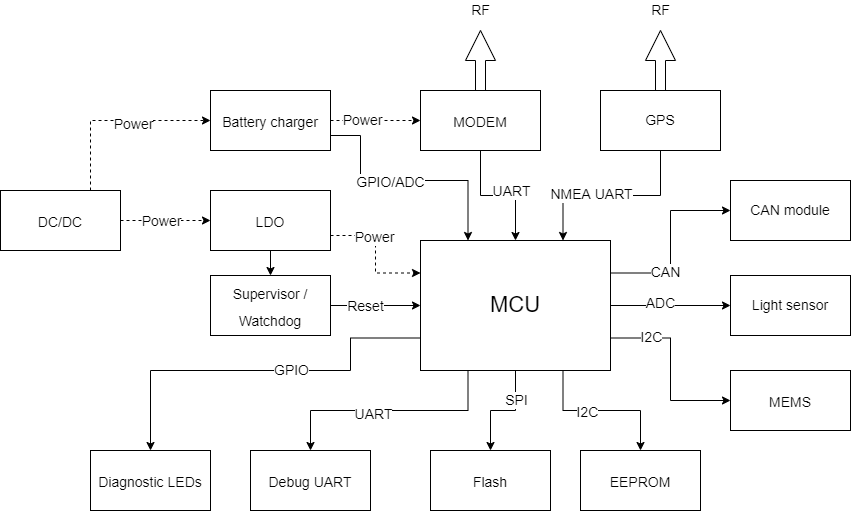 RF
RF
Power
Battery charger
Power
MODEM
GPS
GPIO/ADC
UART
NMEA UART
CAN module
DC/DC
Power
LDO
Power
CAN
Supervisor /
Watchdog
Reset
MCU
ADC
Light sensor
I2C
GPIO
MEMS
UART
SPI
I2C
Diagnostic LEDs
Debug UART
Flash
EEPROM